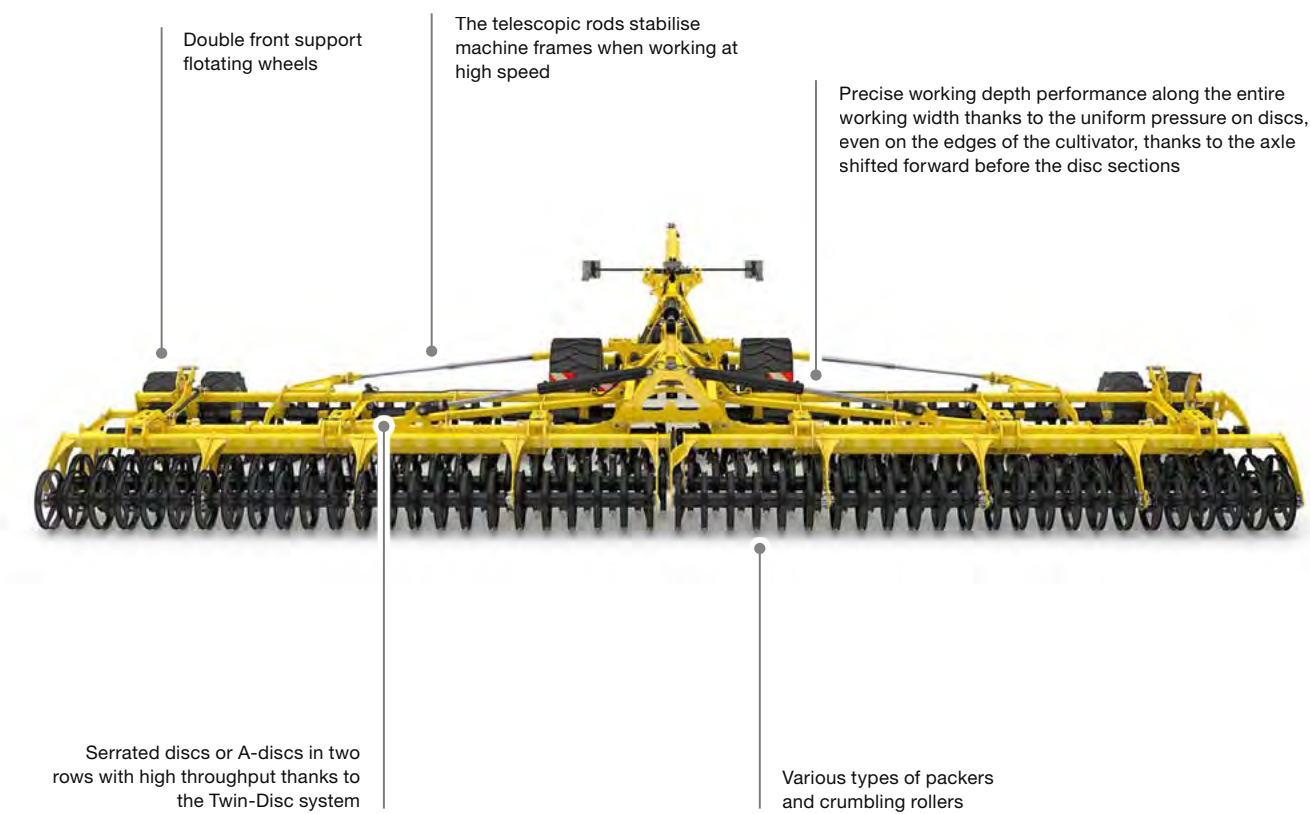 Double front support
flotating wheels
The telescopic rods stabilise
machine frames when working at
high speed
Precise working depth performance along the entire
working width thanks to the uniform pressure on discs,
even on the edges of the cultivator, thanks to the axle
shifted forward before the disc sections
Serrated discs or A-discs in two
rows with high throughput thanks to
the Twin-Disc system
Various types of packers
and crumbling rollers